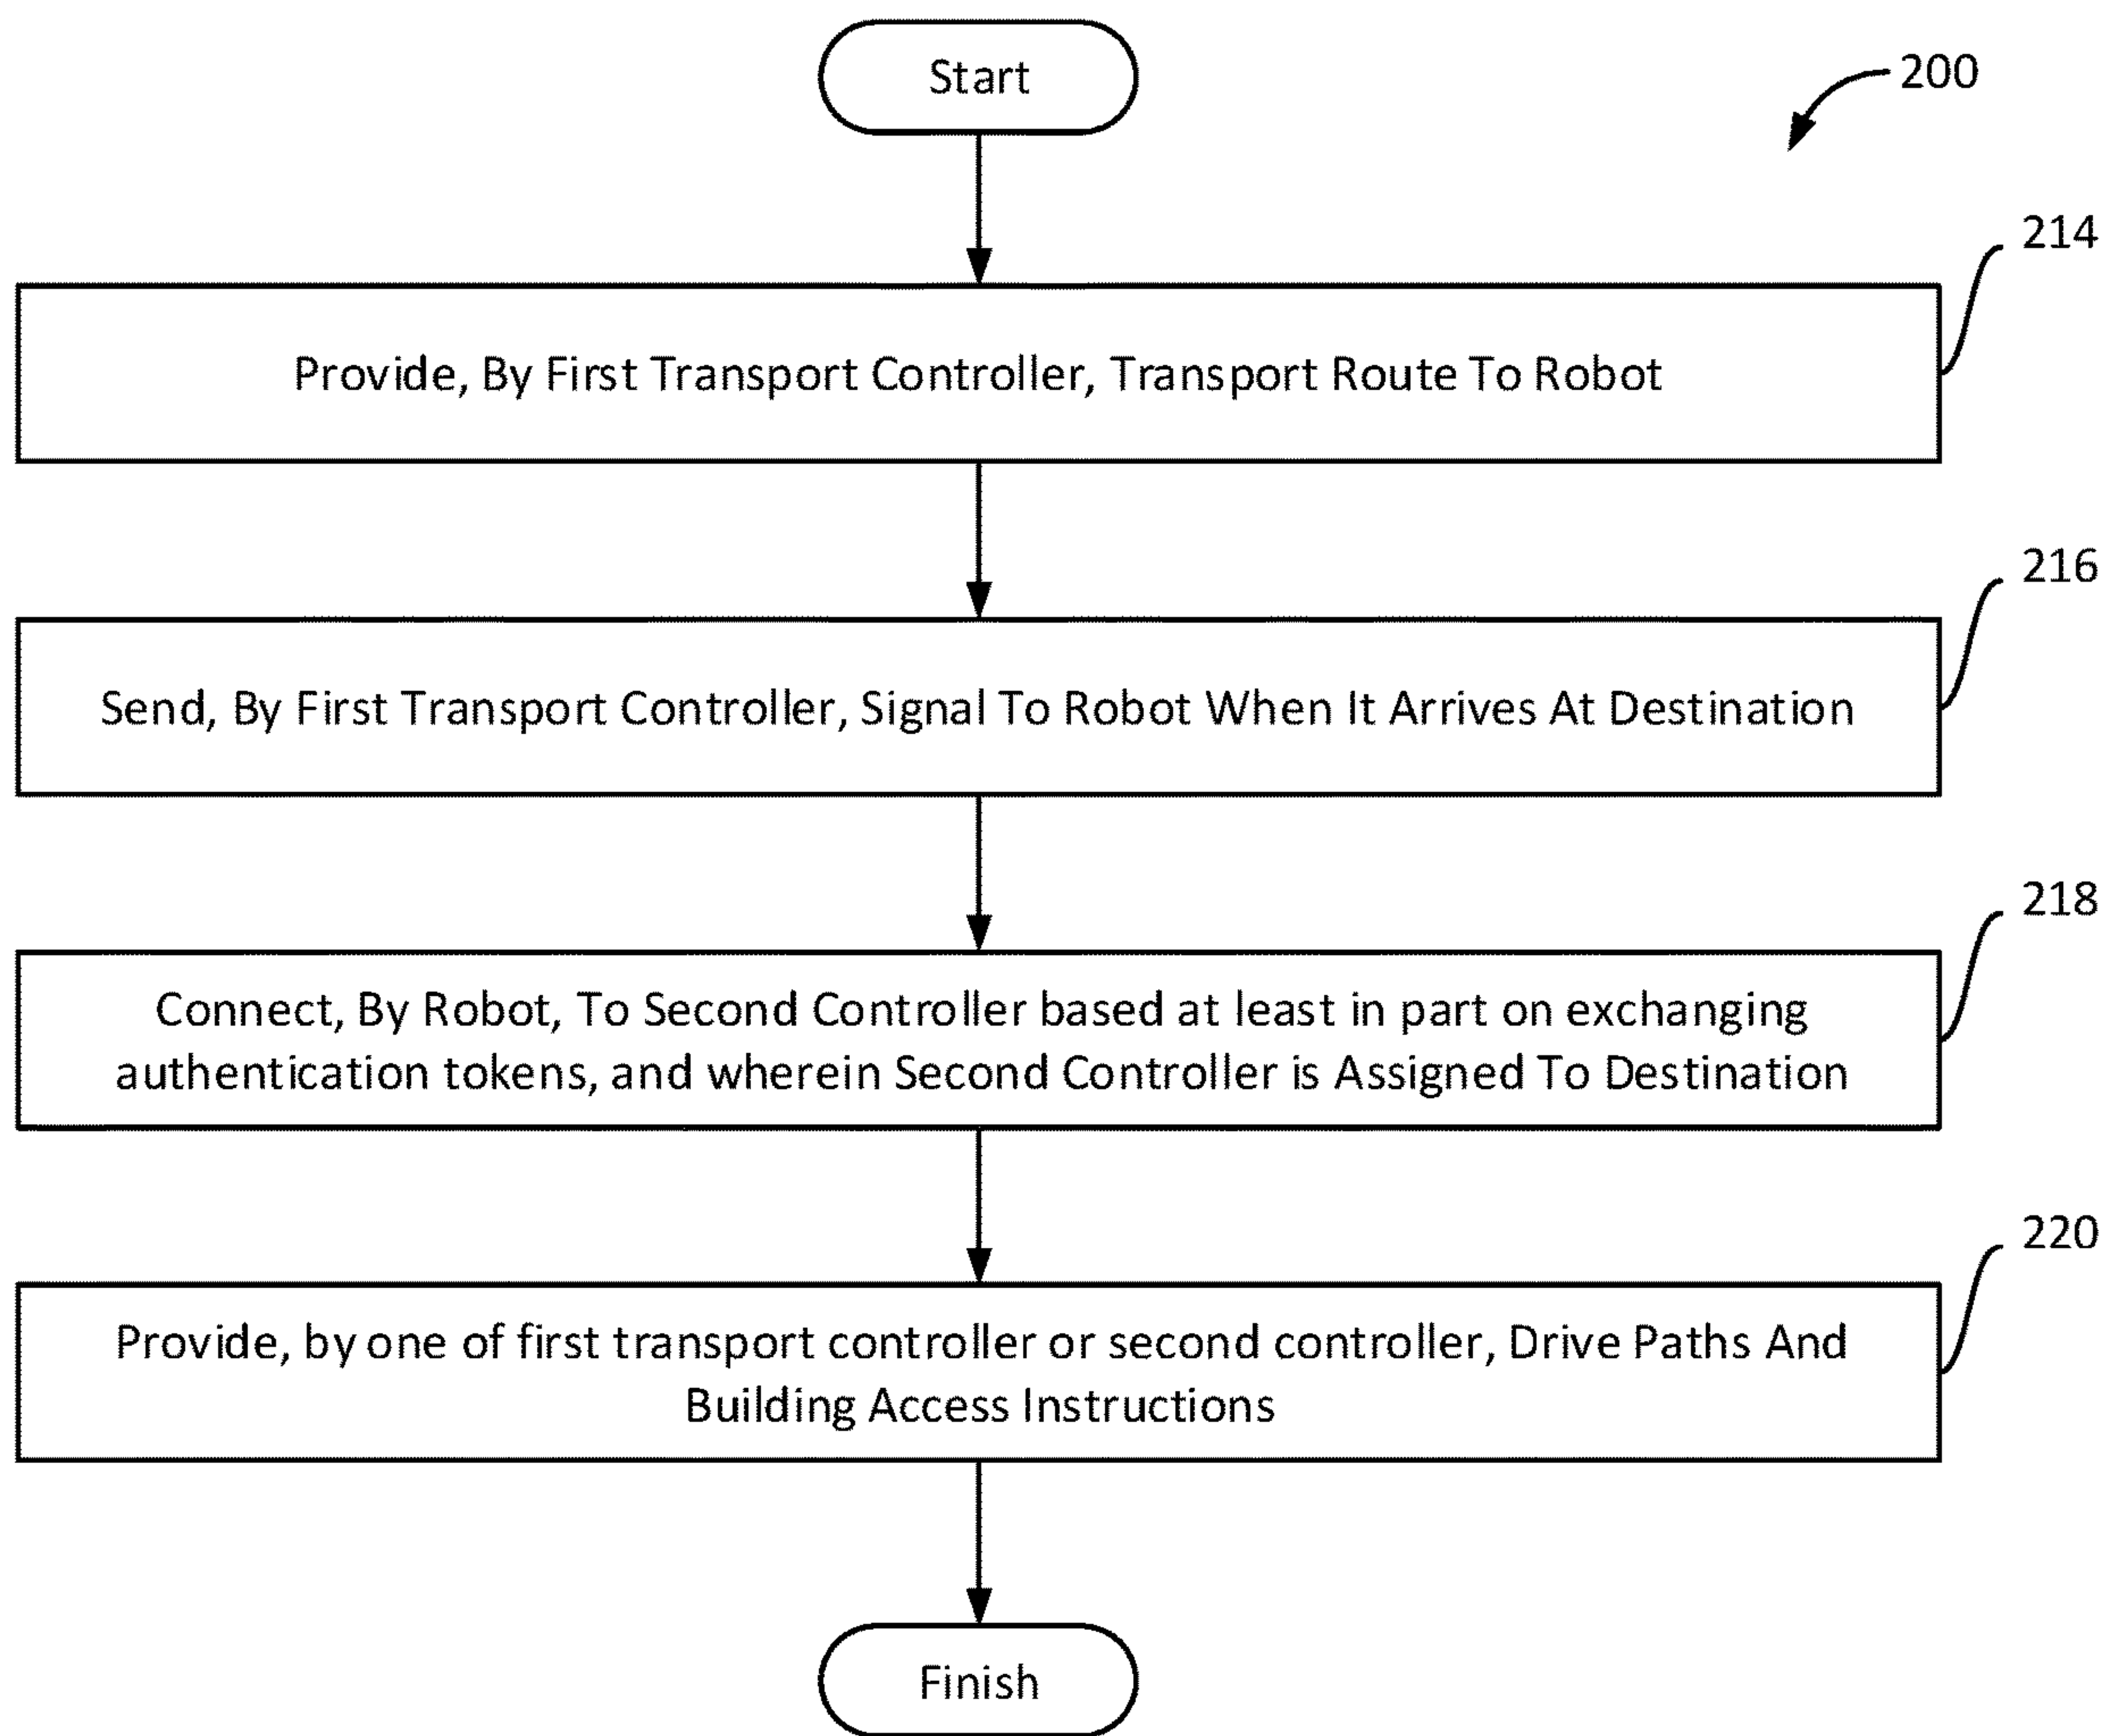 Start
200
214
Provide, By First Transport Controller, Transport Route To Robot
216
Send, By First Transport Controller, Signal To Robot When It Arrives At Destination
218
Connect, By Robot, To Second Controller based at least in part on exchanging
authentication tokens, and wherein Second Controller is Assigned To Destination
220
Provide, by one of first transport controller or second controller, Drive Paths And
Building Access Instructions
Finish